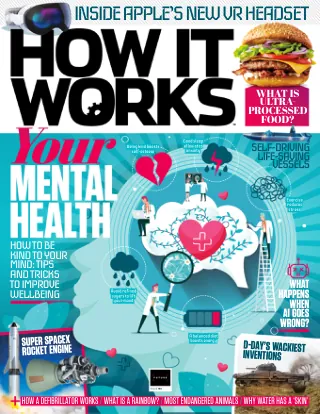 INSIDE APPLE'S NEW VR HEADSET
HOW IT
WORKS
WHAT IS
ULTRA-
PROCESSED
FOOD?
SELF-DRIVING
LIFE-SAVING
VESSELS
Your
MENTAL
HEALTH
HOW TO BE
KIND TO YOUR
MIND: TIPS
AND TRICKS
TO IMPROVE
WELLBEING
WHAT
HAPPENS
WHEN
AI GOES
WRONG?
SUPER SPACEX
ROCKET ENGINE
D-DAY'S WACKIEST
INVENTIONS
FUTURE
+ HOW A DEFIBRILLATOR WORKS / WHAT IS A RAINBOW? / MOST ENDANGERED ANIMALS / WHY WATER HAS A 'SKIN'